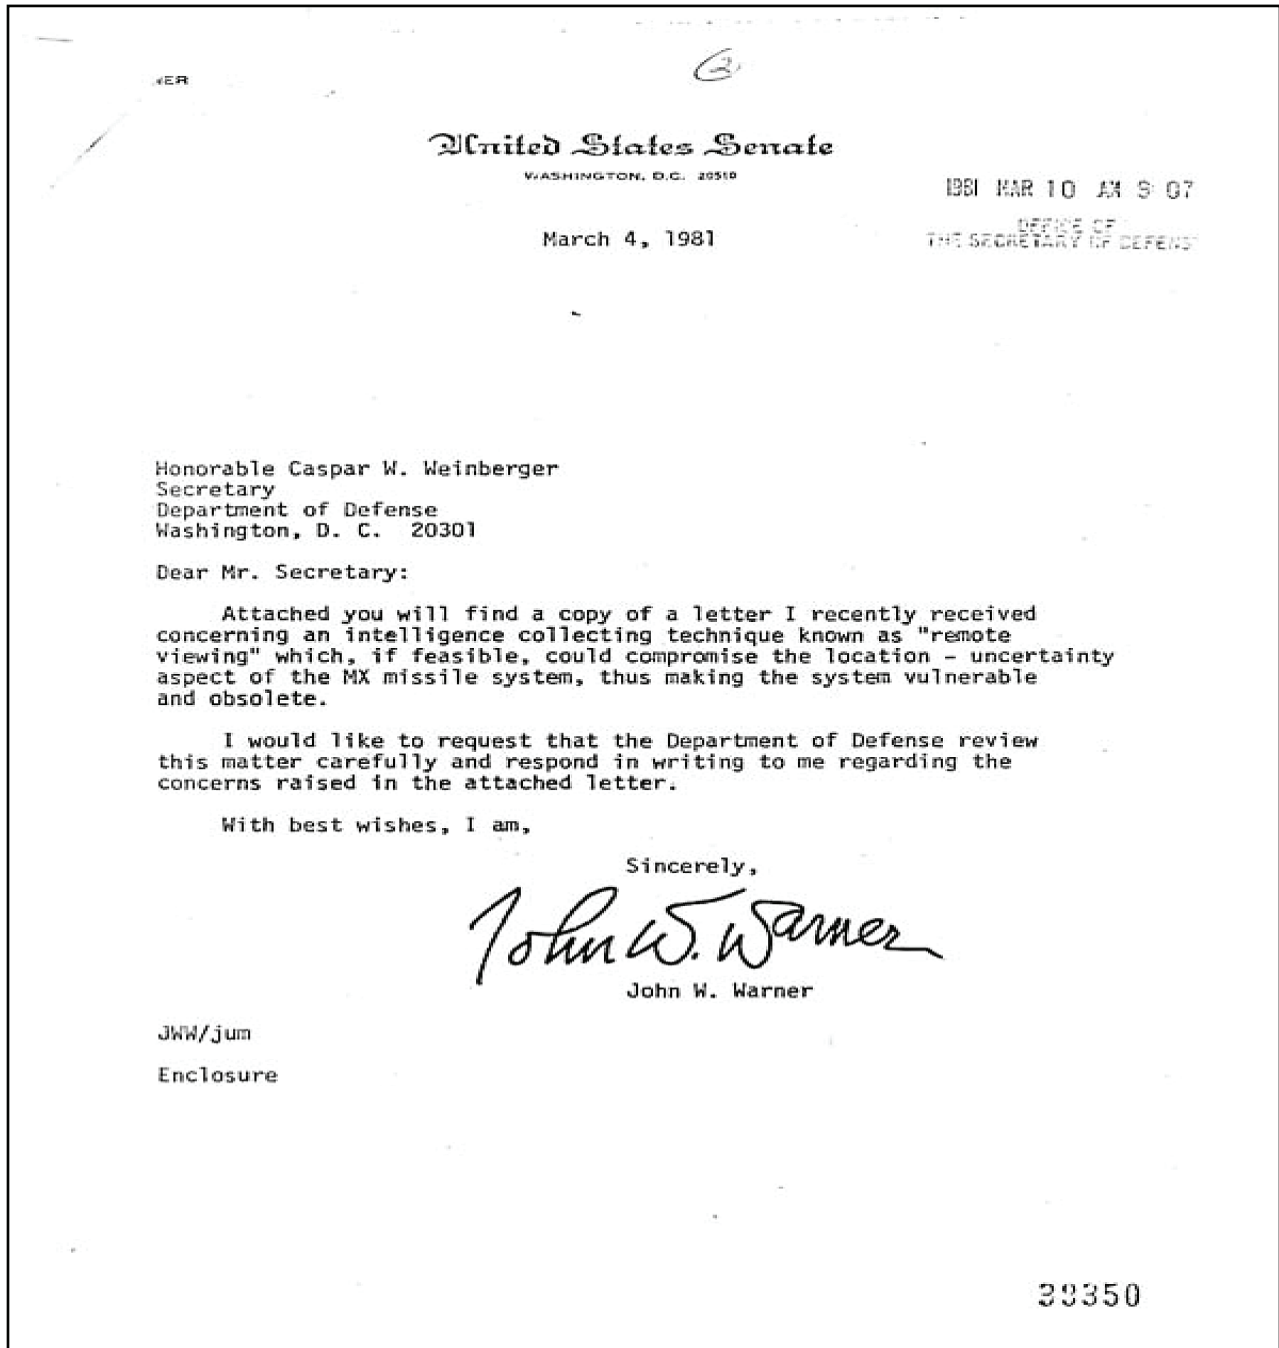 ②
United States Senate
WASHINGTON, D.C. 20510
1981 MAR 10 AM 9 07
OFFICE OF
THE SECRETARY OF DEFENS
March 4, 1981
Honorable Caspar W. Weinberger
Secretary
Department of Defense
Washington, D. C.  20301
Dear Mr. Secretary:
Attached you will find a copy of a letter I recently received
concerning an intelligence collecting technique known as "remote
viewing" which, if feasible, could compromise the location - uncertainty
aspect of the MX missile system, thus making the system vulnerable
and obsolete.
I would like to request that the Department of Defense review
this matter carefully and respond in writing to me regarding the
concerns raised in the attached letter.
With best wishes, I am,
Sincerely,
John W. Warner
John W. Warner
JWW/jum
Enclosure